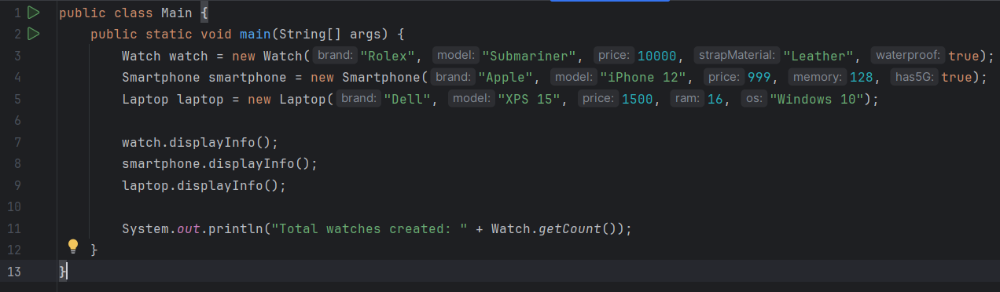 1 public class Main {
2 public static void main(String[] args) {
3 Watch watch = new Watch( brand: "Rolex", model: "Submariner", price: 10000, strapMaterial: "Leather", waterproof: true);
4 Smartphone smartphone = new Smartphone( brand: "Apple", model: "iPhone 12", price: 999, memory: 128, has5G: true);
5 Laptop laptop = new Laptop( brand: "Dell", model: "XPS 15", price: 1500, ram: 16, os: "Windows 10");
6
7 watch.displayInfo();
8 smartphone.displayInfo();
9 laptop.displayInfo();
10
11 System.out.println("Total watches created: " + Watch.getCount());
12 }
13 }